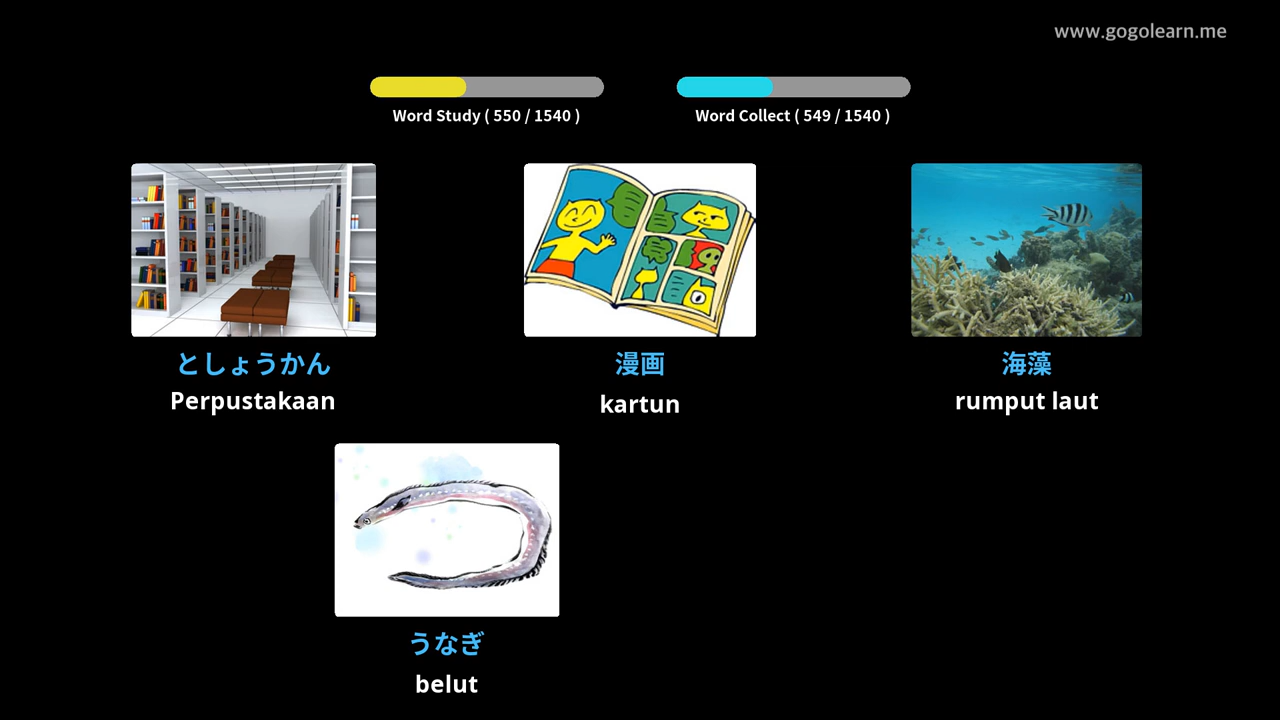 www.gogolearn.me
Word Study ( 550 / 1540 )
Word Collect ( 549 / 1540 )
としょうかん
Perpustakaan
漫画
kartun
海藻
rumput laut
うなぎ
belut